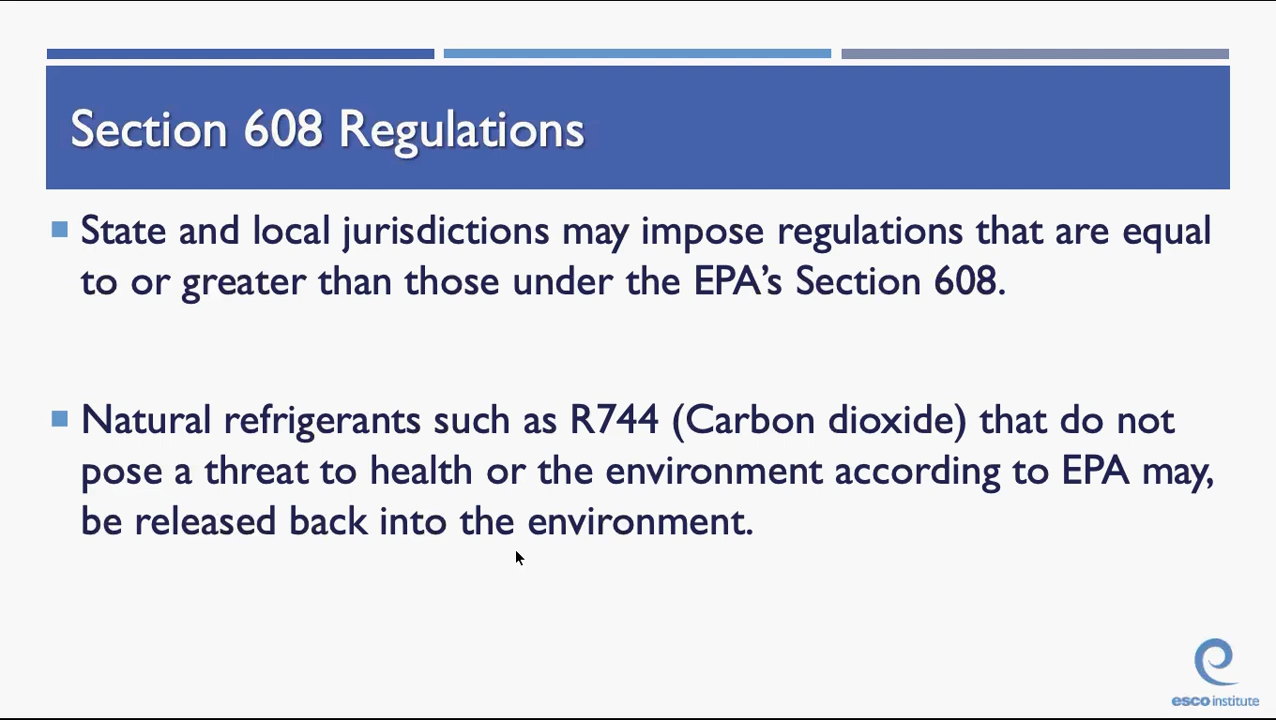 Section 608 Regulations
State and local jurisdictions may impose regulations that are equal
to or greater than those under the EPA’s Section 608.
Natural refrigerants such as R744 (Carbon dioxide) that do not
pose a threat to health or the environment according to EPA may,
be released back into the environment.
esco institute